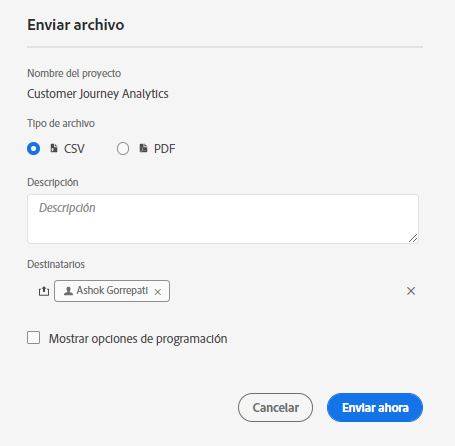 Enviar archivo
Nombre del proyecto
Customer Journey Analytics
Tipo de archivo
CSV PDF
Descripción
Descripción
Destinatarios
Ashok Gorrepati
Mostrar opciones de programación
Cancelar Enviar ahora